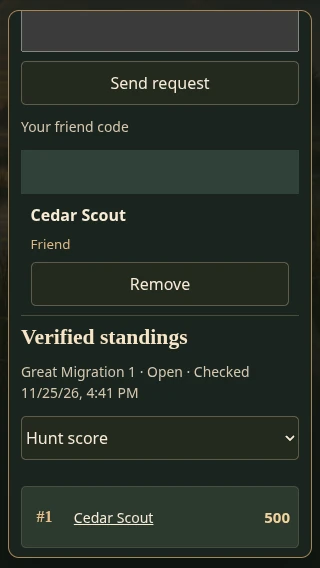 Send request
Your friend code
Cedar Scout
Friend
Remove
Verified standings
Great Migration 1 · Open · Checked
11/25/26, 4:41 PM
Hunt score
#1 Cedar Scout 500